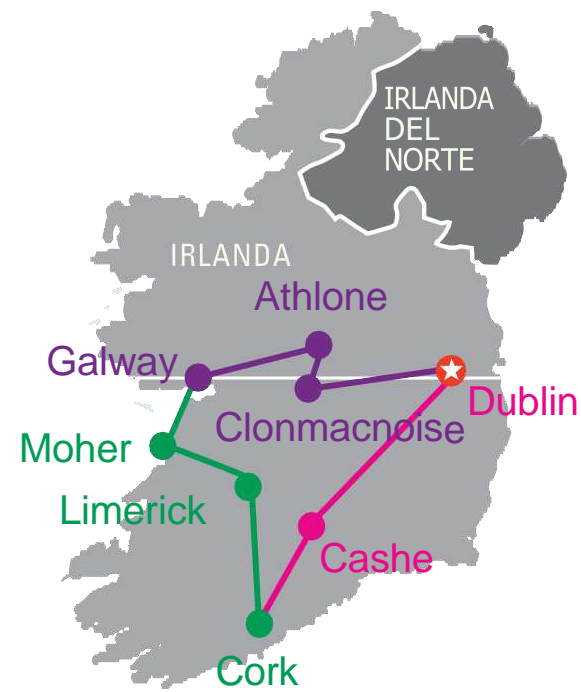 IRLANDA
DEL
NORTE
IRLANDA
Athlone
Galway
Dublin
Clonmacnoise
Moher
Limerick
Cashe
Cork